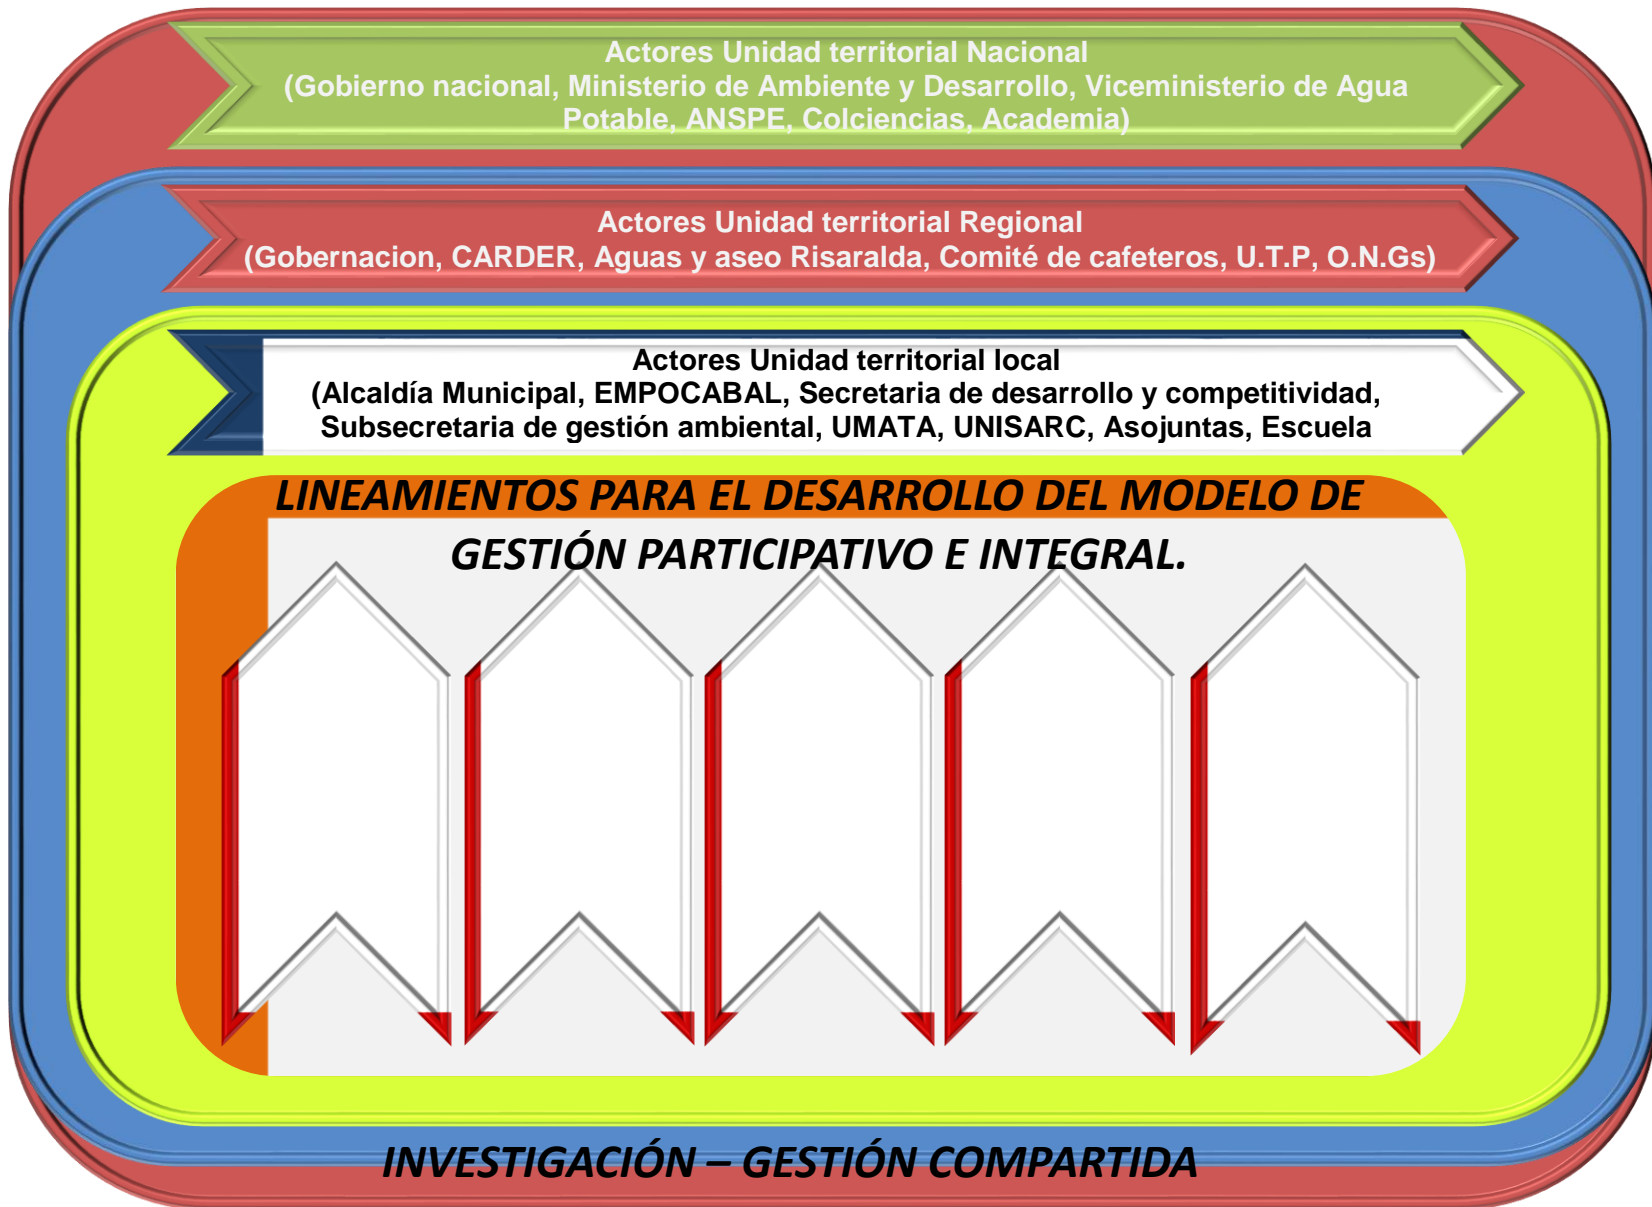 Actores Unidad territorial Nacional
(Gobierno nacional, Ministerio de Ambiente y Desarrollo, Viceministerio de Agua
Potable, ANSPE, Colciencias, Academia)
Actores Unidad territorial Regional
(Gobernacion, CARDER, Aguas y aseo Risaralda, Comité de cafeteros, U.T.P, O.N.Gs)
Actores Unidad territorial local
(Alcaldía Municipal, EMPOCABAL, Secretaria de desarrollo y competitividad,
Subsecretaria de gestión ambiental, UMATA, UNISARC, Asojuntas, Escuela
LINEAMIENTOS PARA EL DESARROLLO DEL MODELO DE
GESTIÓN PARTICIPATIVO E INTEGRAL.
INVESTIGACIÓN – GESTIÓN COMPARTIDA